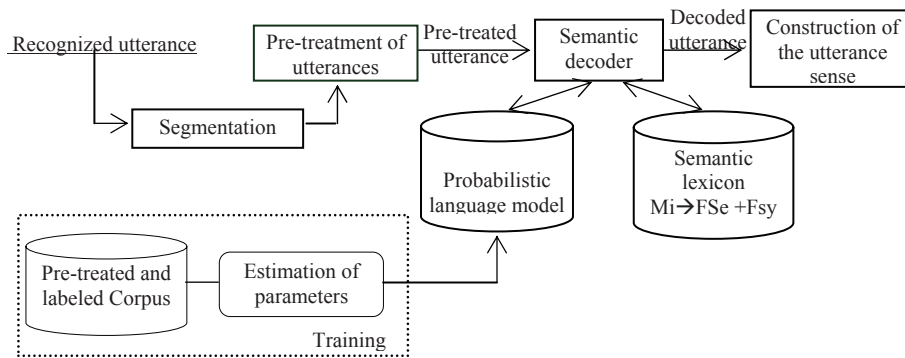 Recognized utterance
Segmentation
Pre-treatment of
utterances
Pre-treated
utterance
Semantic
decoder
Decoded
utterance
Construction of
the utterance
sense
Probabilistic
language model
Semantic
lexicon
Mi→FSe +Fsy
Pre-treated and
labeled Corpus
Estimation of
parameters
Training